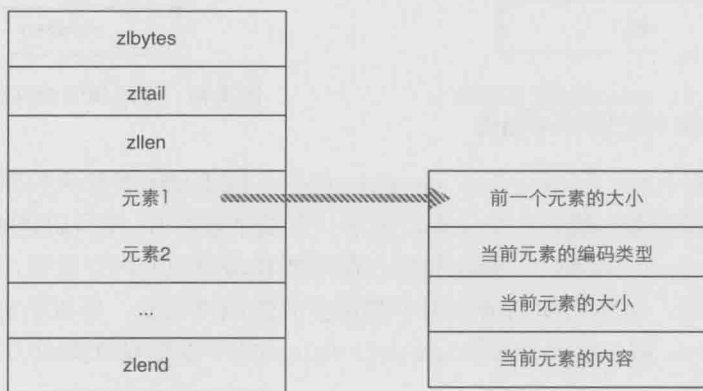 zlbytes
zltail
zllen
元素1
元素2
...
zlend
前一个元素的大小
当前元素的编码类型
当前元素的大小
当前元素的内容